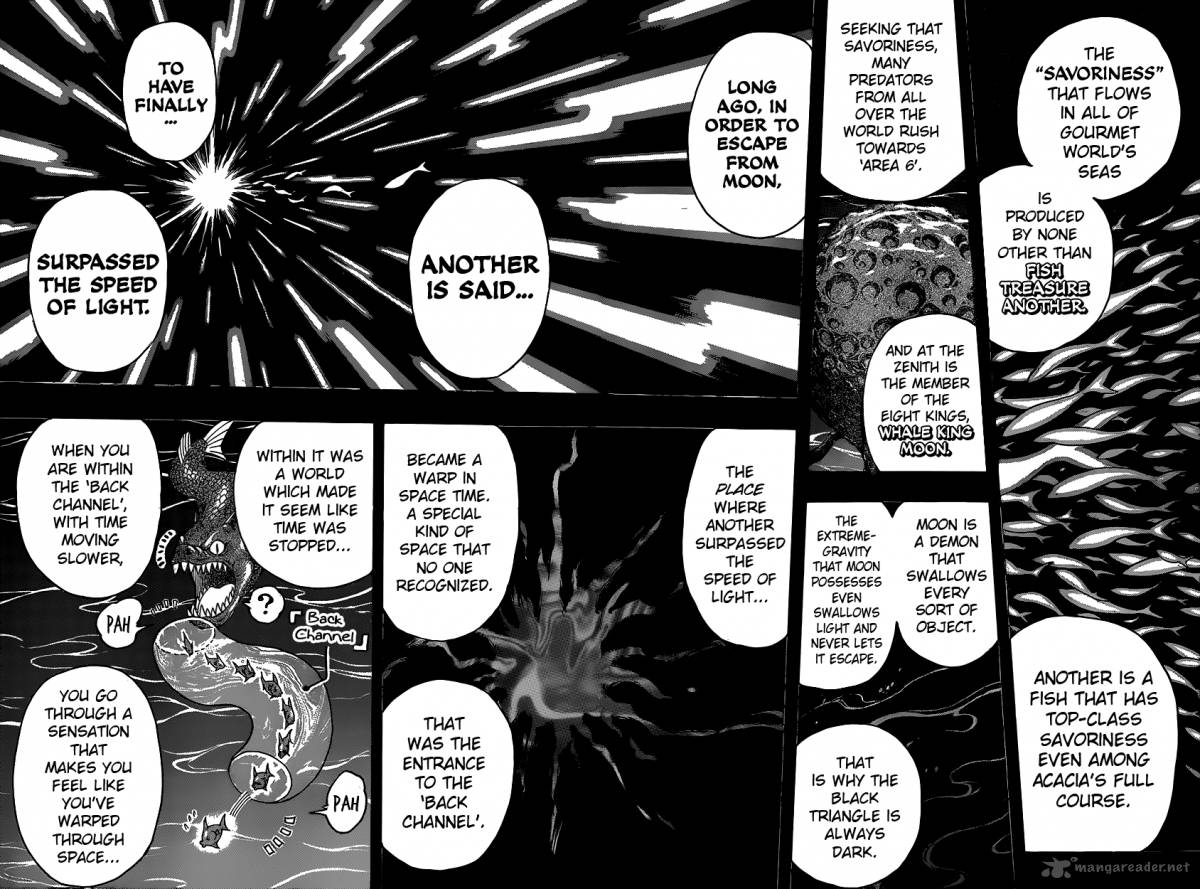 THE
"SAVORINESS"
THAT FLOWS
IN ALL OF
GOURMET
WORLD'S
SEAS
IS
PRODUCED
BY NONE
OTHER THAN
FISH
TREASURE
ANOTHER.
ANOTHER IS A
FISH THAT HAS
TOP-CLASS
SAVORINESS
EVEN AMONG
ACACIA'S FULL
COURSE.
SEEKING THAT
SAVORINESS,
MANY
PREDATORS
FROM ALL
OVER THE
WORLD RUSH
TOWARDS
'AREA 6'.
AND AT THE
ZENITH IS
THE MEMBER
OF THE
EIGHT KINGS,
WHALE KING
MOON.
MOON IS
A DEMON
THAT
SWALLOWS
EVERY
SORT OF
OBJECT.
THE
EXTREME-
GRAVITY
THAT MOON
POSSESSES
EVEN
SWALLOWS
LIGHT AND
NEVER LETS
IT ESCAPE.
THAT
IS WHY THE
BLACK
TRIANGLE IS
ALWAYS
DARK.
LONG
AGO, IN
ORDER TO
ESCAPE
FROM
MOON,
ANOTHER
IS SAID...
TO
HAVE
FINALLY
...
SURPASSED
THE SPEED
OF LIGHT.
THE
PLACE
WHERE
ANOTHER
SURPASSED
THE
SPEED OF
LIGHT...
BECAME A
WARP IN
SPACE TIME.
A SPECIAL
KIND OF
SPACE THAT
NO ONE
RECOGNIZED.
THAT
WAS THE
ENTRANCE
TO THE
'BACK
CHANNEL'.
WITHIN IT WAS
A WORLD
WHICH MADE
IT SEEM LIKE
TIME WAS
STOPPED...
WHEN YOU
ARE WITHIN
THE 'BACK
CHANNEL',
WITH TIME
MOVING
SLOWER,
PAH
?
「Back
Channel」
YOU GO
THROUGH A
SENSATION
THAT
MAKES YOU
FEEL LIKE
YOU'VE
WARPED
THROUGH
SPACE...
PAH
mangareader.net